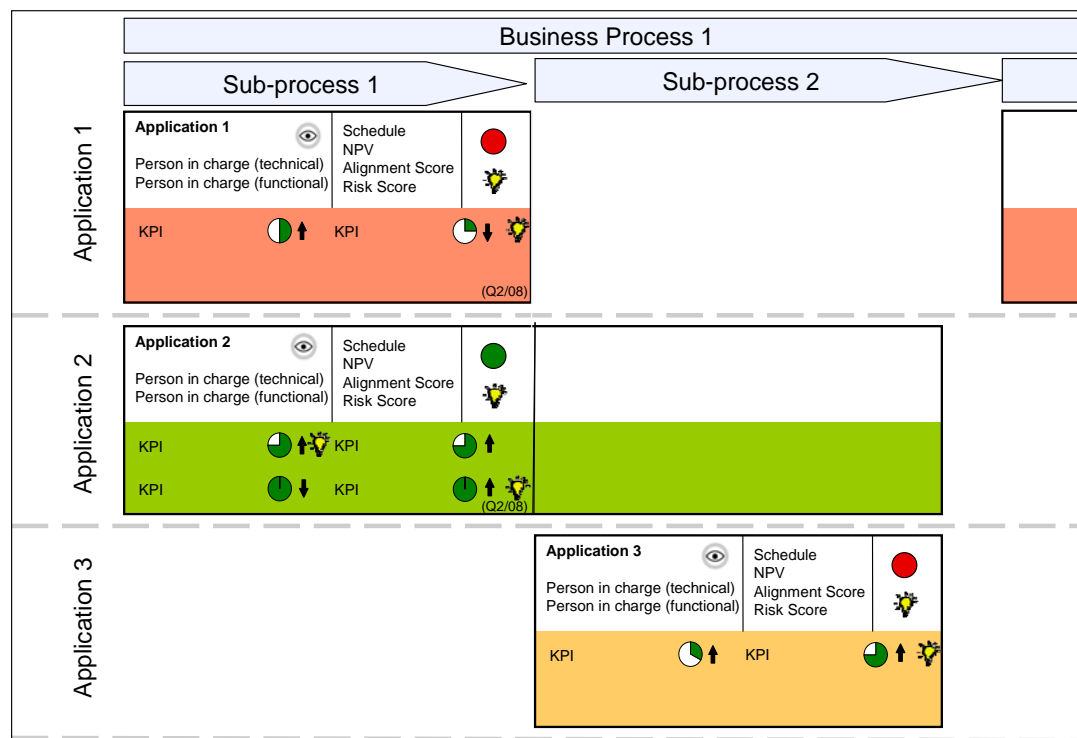 Business Process 1
Sub-process 1
Sub-process 2
Application 1
Application 1
Person in charge (technical)
Person in charge (functional)
Schedule
NPV
Alignment Score
Risk Score
KPI
KPI
(Q2/08)
Application 2
Application 2
Person in charge (technical)
Person in charge (functional)
Schedule
NPV
Alignment Score
Risk Score
KPI
KPI
KPI
KPI
(Q2/08)
Application 3
Application 3
Person in charge (technical)
Person in charge (functional)
Schedule
NPV
Alignment Score
Risk Score
KPI
KPI